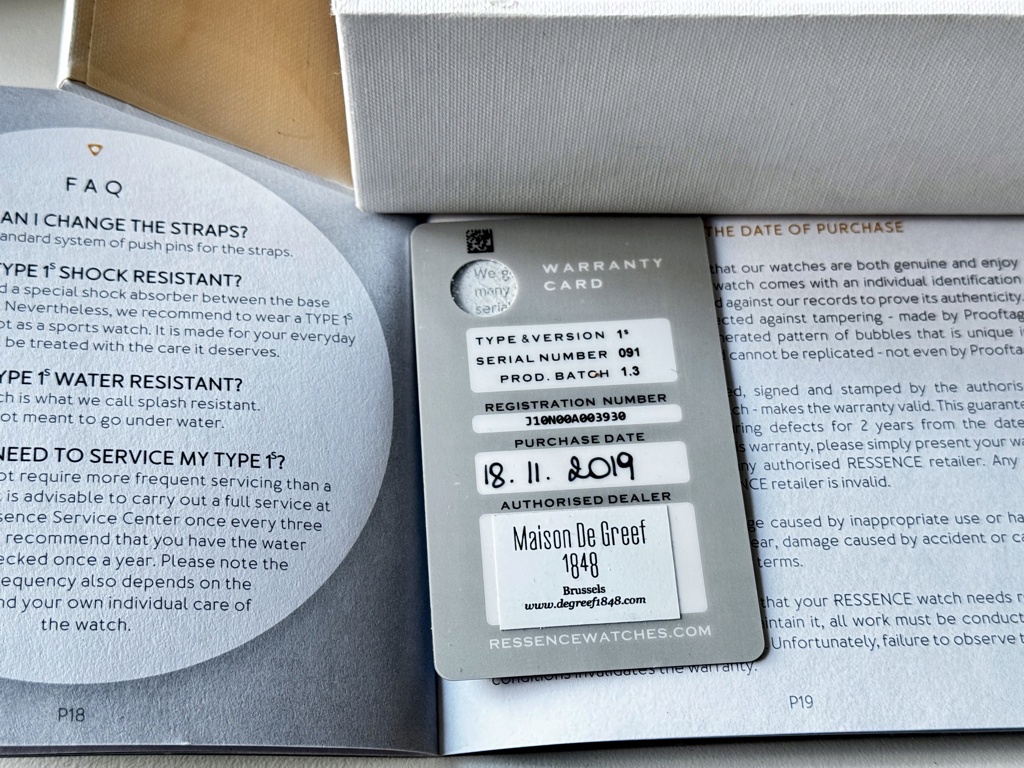 FAQ
AN I CHANGE THE STRAPS?
andard system of push pins for the straps.
TYPE 1ˢ SHOCK RESISTANT?
d a special shock absorber between the base
. Nevertheless, we recommend to wear a TYPE 1ˢ
ot as a sports watch. It is made for your everyday
be treated with the care it deserves.
YPE 1ˢ WATER RESISTANT?
ch is what we call splash resistant.
ot meant to go under water.
NEED TO SERVICE MY TYPE 1ˢ?
ot require more frequent servicing than a
is advisable to carry out a full service at
sence Service Center once every three
recommend that you have the water
ecked once a year. Please note the
equency also depends on the
nd your own individual care of
the watch.
P18
We g
many
serial
WARRANTY
CARD
TYPE & VERSION 1ˢ
SERIAL NUMBER 091
PROD. BATCH 1.3
REGISTRATION NUMBER
J10N00A003930
PURCHASE DATE
18. 11. 2019
AUTHORISED DEALER
Maison De Greef
1848
Brussels
www.degreef1848.com
RESSENCEWATCHES.COM
THE DATE OF PURCHASE
that our watches are both genuine and enjoy
watch comes with an individual identification
d against our records to prove its authenticity.
cted against tampering - made by Prooftag
nerated pattern of bubbles that is unique i
cannot be replicated - not even by Proofta
ed, signed and stamped by the authoris
ch - makes the warranty valid. This guarante
ring defects for 2 years from the date
s warranty, please simply present your wa
ny authorised RESSENCE retailer. Any
NCE retailer is invalid.
ge caused by inappropriate use or ha
ear, damage caused by accident or ca
terms.
that your RESSENCE watch needs r
intain it, all work must be conduct
Unfortunately, failure to observe t
conditions invalidates the warranty.
P19